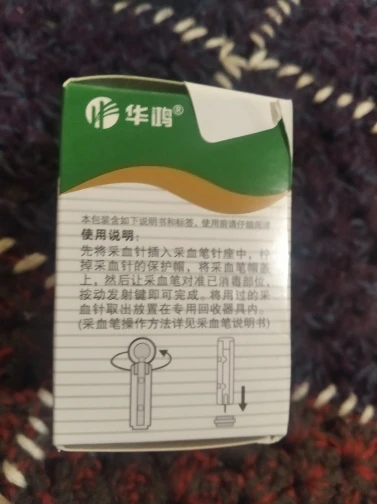 华鸿®
本包装含如下说明书和标签，使用前请仔细阅读
使用说明：
先将采血针插入采血笔针座中，拧
掉采血针的保护帽，将采血笔帽盖
上，然后让采血笔对准已消毒部位，
按动发射键即可完成。将用过的采
血针取出放置在专用回收器具内。
(采血笔操作方法详见采血笔说明书)